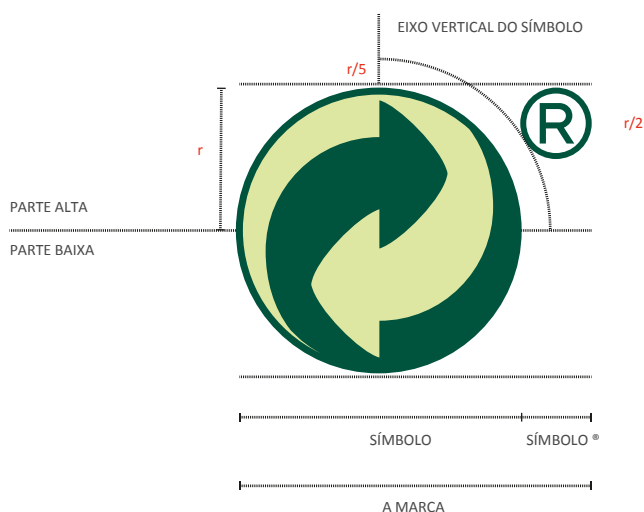 EIXO VERTICAL DO SÍMBOLO
r/5
R
r/2
r
PARTE ALTA
PARTE BAIXA
SÍMBOLO
SÍMBOLO ®
A MARCA